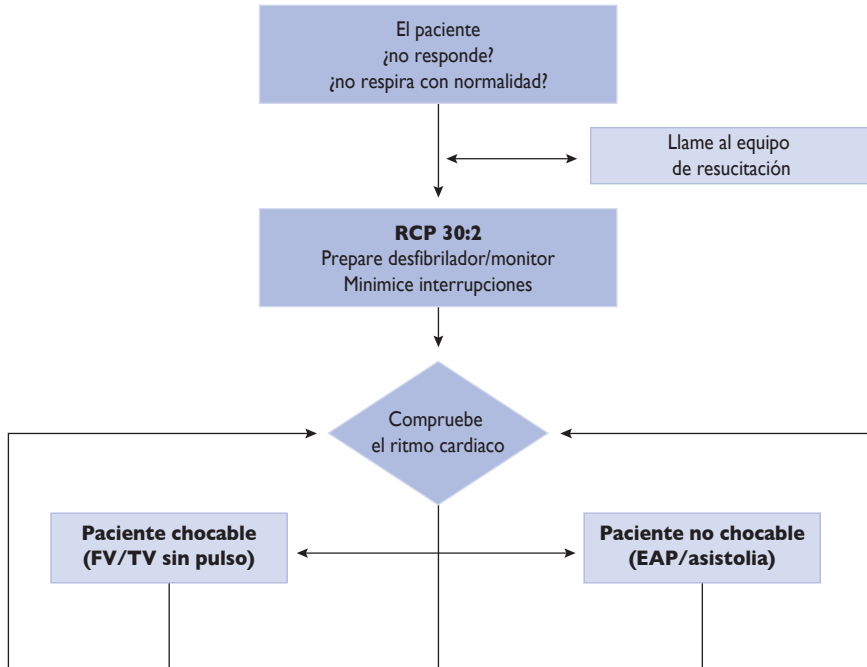 El paciente
¿no responde?
¿no respira con normalidad?
Llame al equipo
de resucitación
RCP 30:2
Prepare desfibrilador/monitor
Minimice interrupciones
Compruebe
el ritmo cardiaco
Paciente chocable
(FV/TV sin pulso)
Paciente no chocable
(EAP/asistolia)